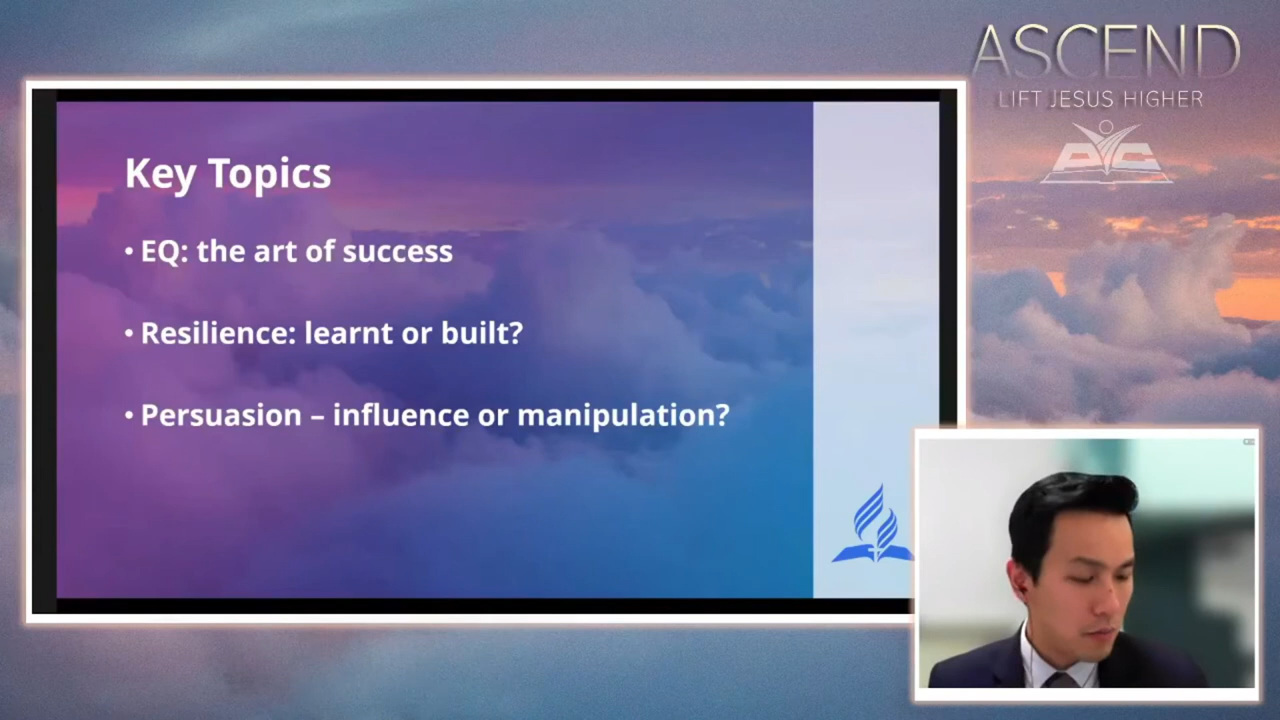 ASCEND
LIFT JESUS HIGHER
AYC
Key Topics
• EQ: the art of success
• Resilience: learnt or built?
• Persuasion – influence or manipulation?